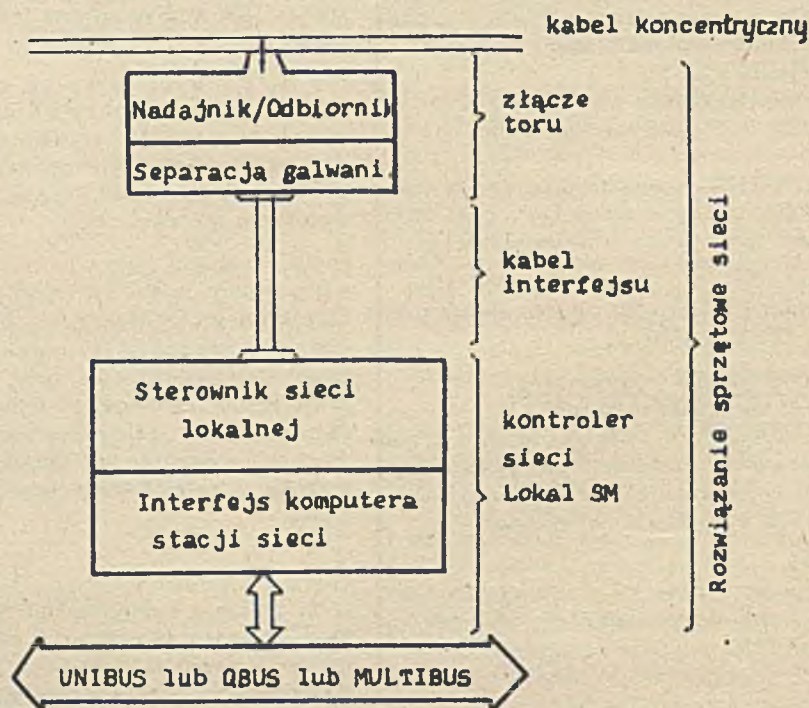 kabel koncentryczny
Nadajnik/Odbiornik
Separacja galwani.
złącze
toru
kabel
interfejsu
Sterownik sieci
lokalnej
Interfejs komputera
stacji sieci
kontroler
sieci
Lokal SM
Rozwiązanie sprzętowe sieci
UNIBUS lub QBUS lub MULTIBUS